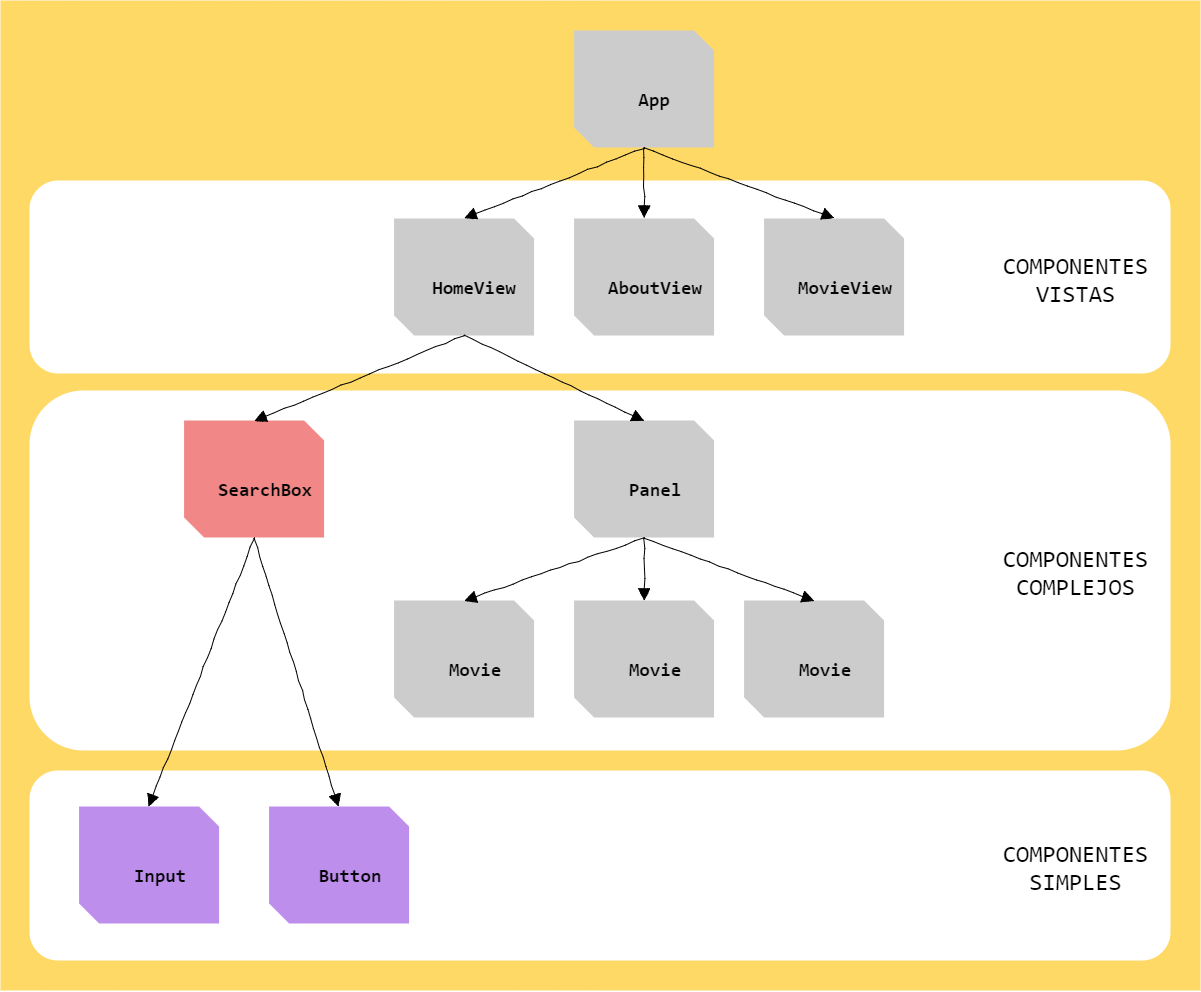 App
HomeView
AboutView
MovieView
COMPONENTES
VISTAS
SearchBox
Panel
COMPONENTES
COMPLEJOS
Movie
Movie
Movie
Input
Button
COMPONENTES
SIMPLES